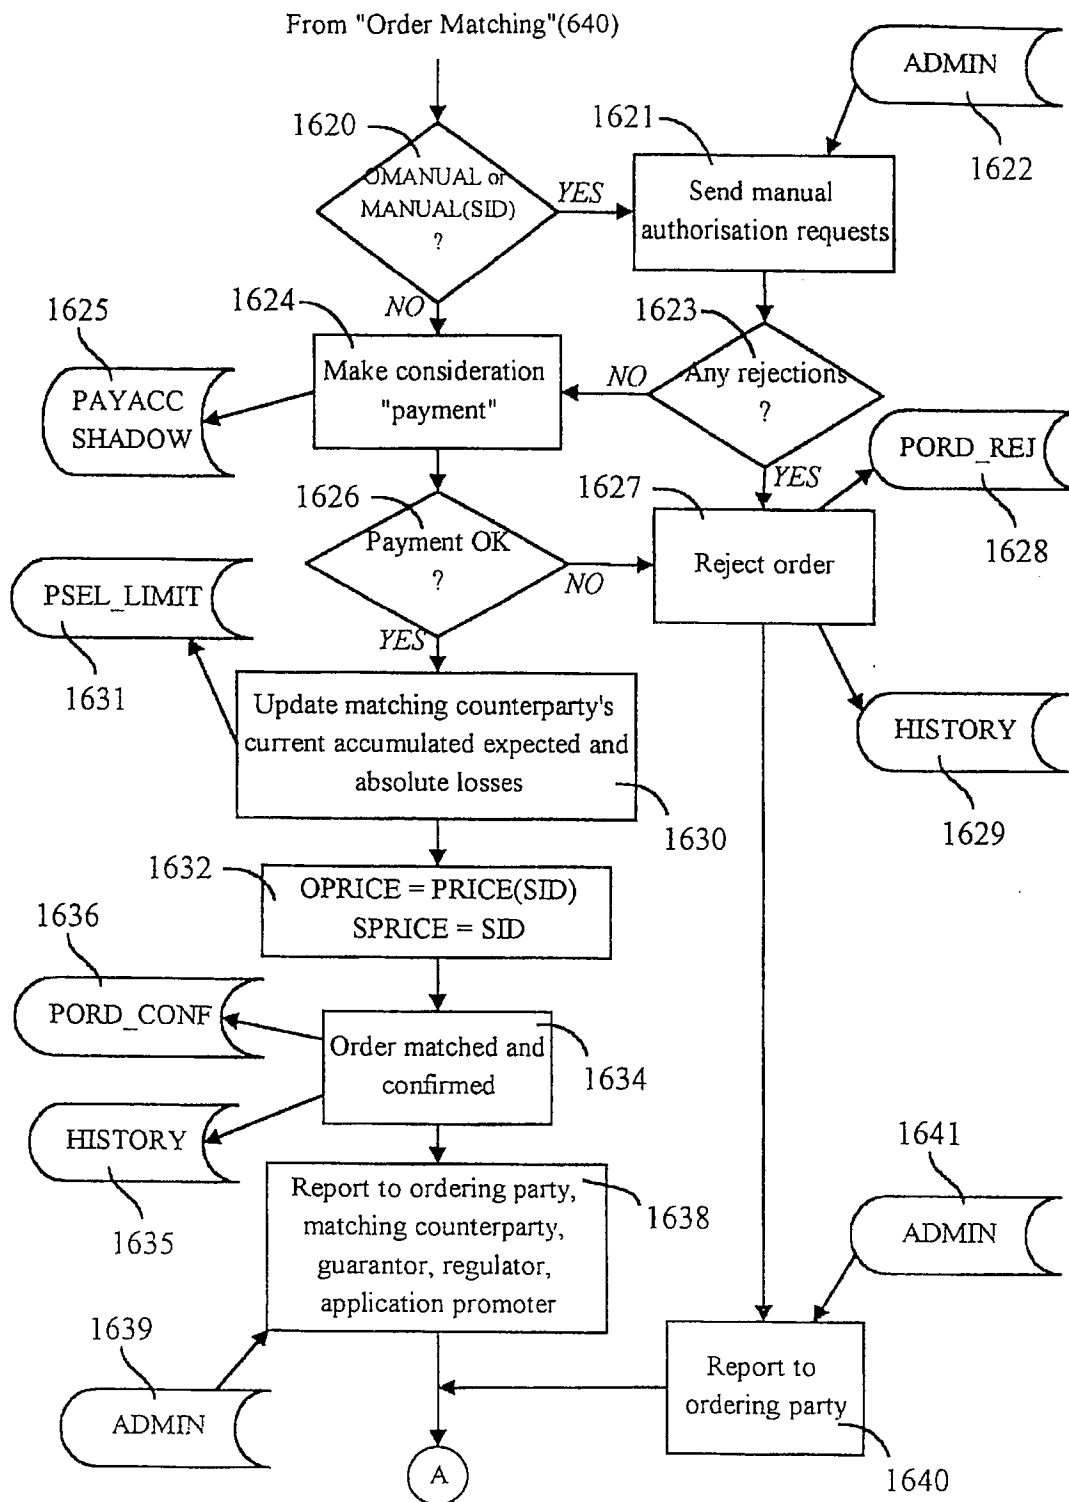 From "Order Matching"(640)
ADMIN
1620
1621
1622
OMANUAL or
MANUAL(SID)
?
YES
Send manual
authorisation requests
NO
1625
1624
1623
PAYACC
SHADOW
Make consideration
"payment"
NO
Any rejections
?
YES
PORD_REJ
1628
1626
1627
Payment OK
?
NO
Reject order
YES
PSEL_LIMIT
1631
Update matching counterparty's
current accumulated expected and
absolute losses
HISTORY
1629
1630
1632
OPRICE = PRICE(SID)
SPRICE = SID
1636
PORD_CONF
Order matched and
confirmed
1634
HISTORY
1635
Report to ordering party,
matching counterparty,
guarantor, regulator,
application promoter
1638
1641
ADMIN
1639
ADMIN
Report to
ordering party
1640
A